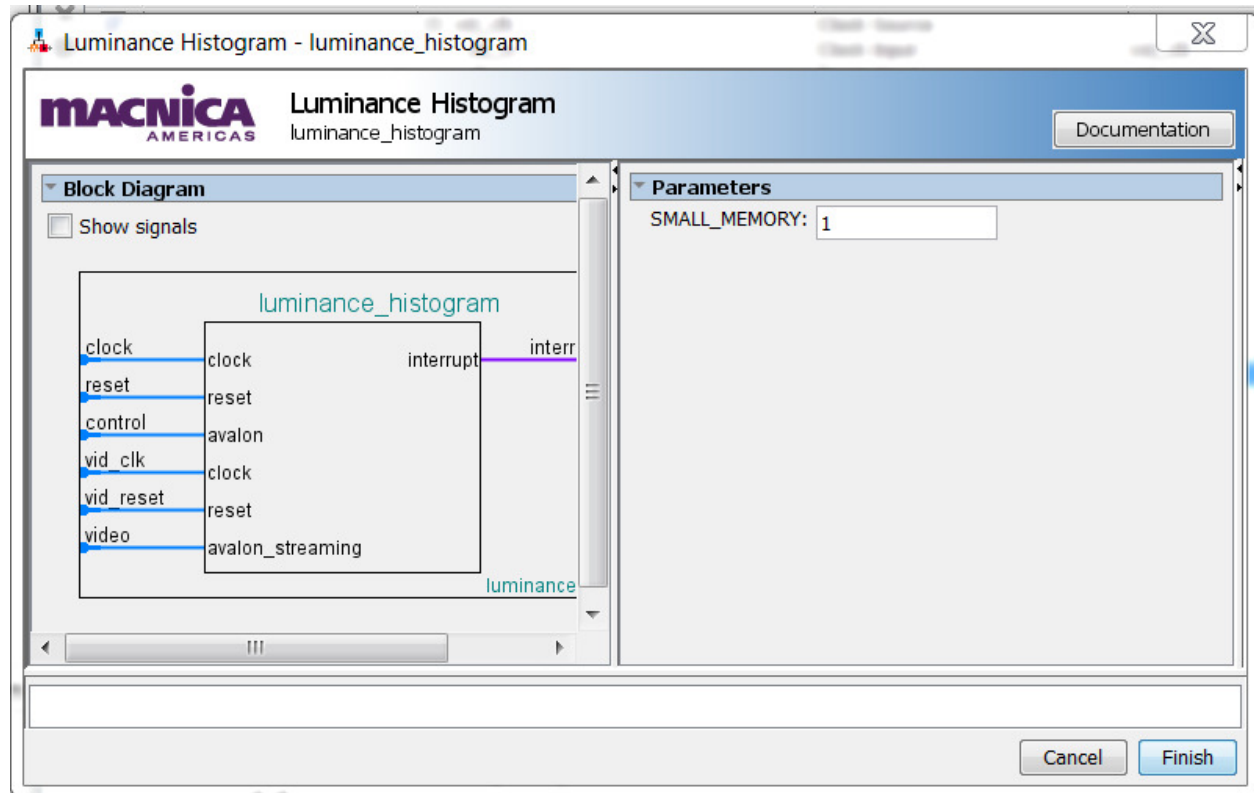 Luminance Histogram - luminance_histogram
MACNICA
AMERICAS
Luminance Histogram
luminance_histogram
Documentation
Block Diagram
Show signals
luminance_histogram
clock
clock
interrupt
interr
reset
reset
control
avalon
vid_clk
clock
vid_reset
reset
video
avalon_streaming
luminance
Parameters
SMALL_MEMORY: 1
Cancel
Finish